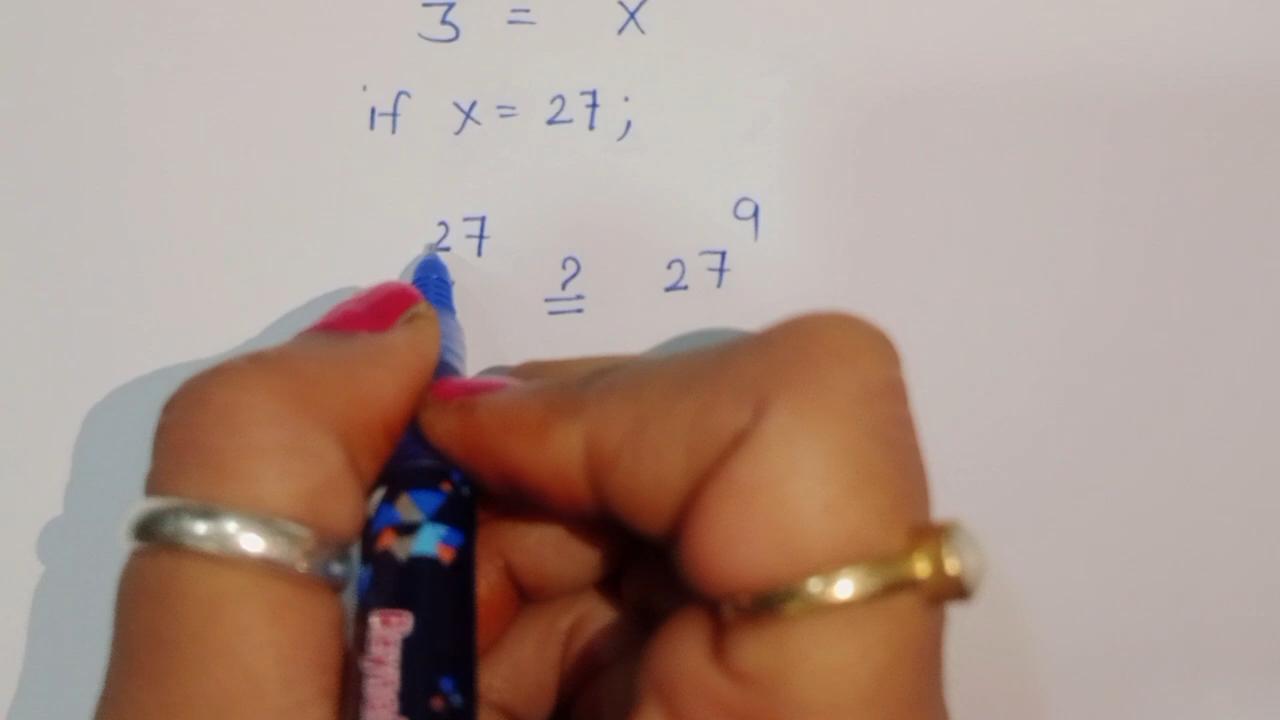 3 = x
if x = 27;
27 ? = 27 9